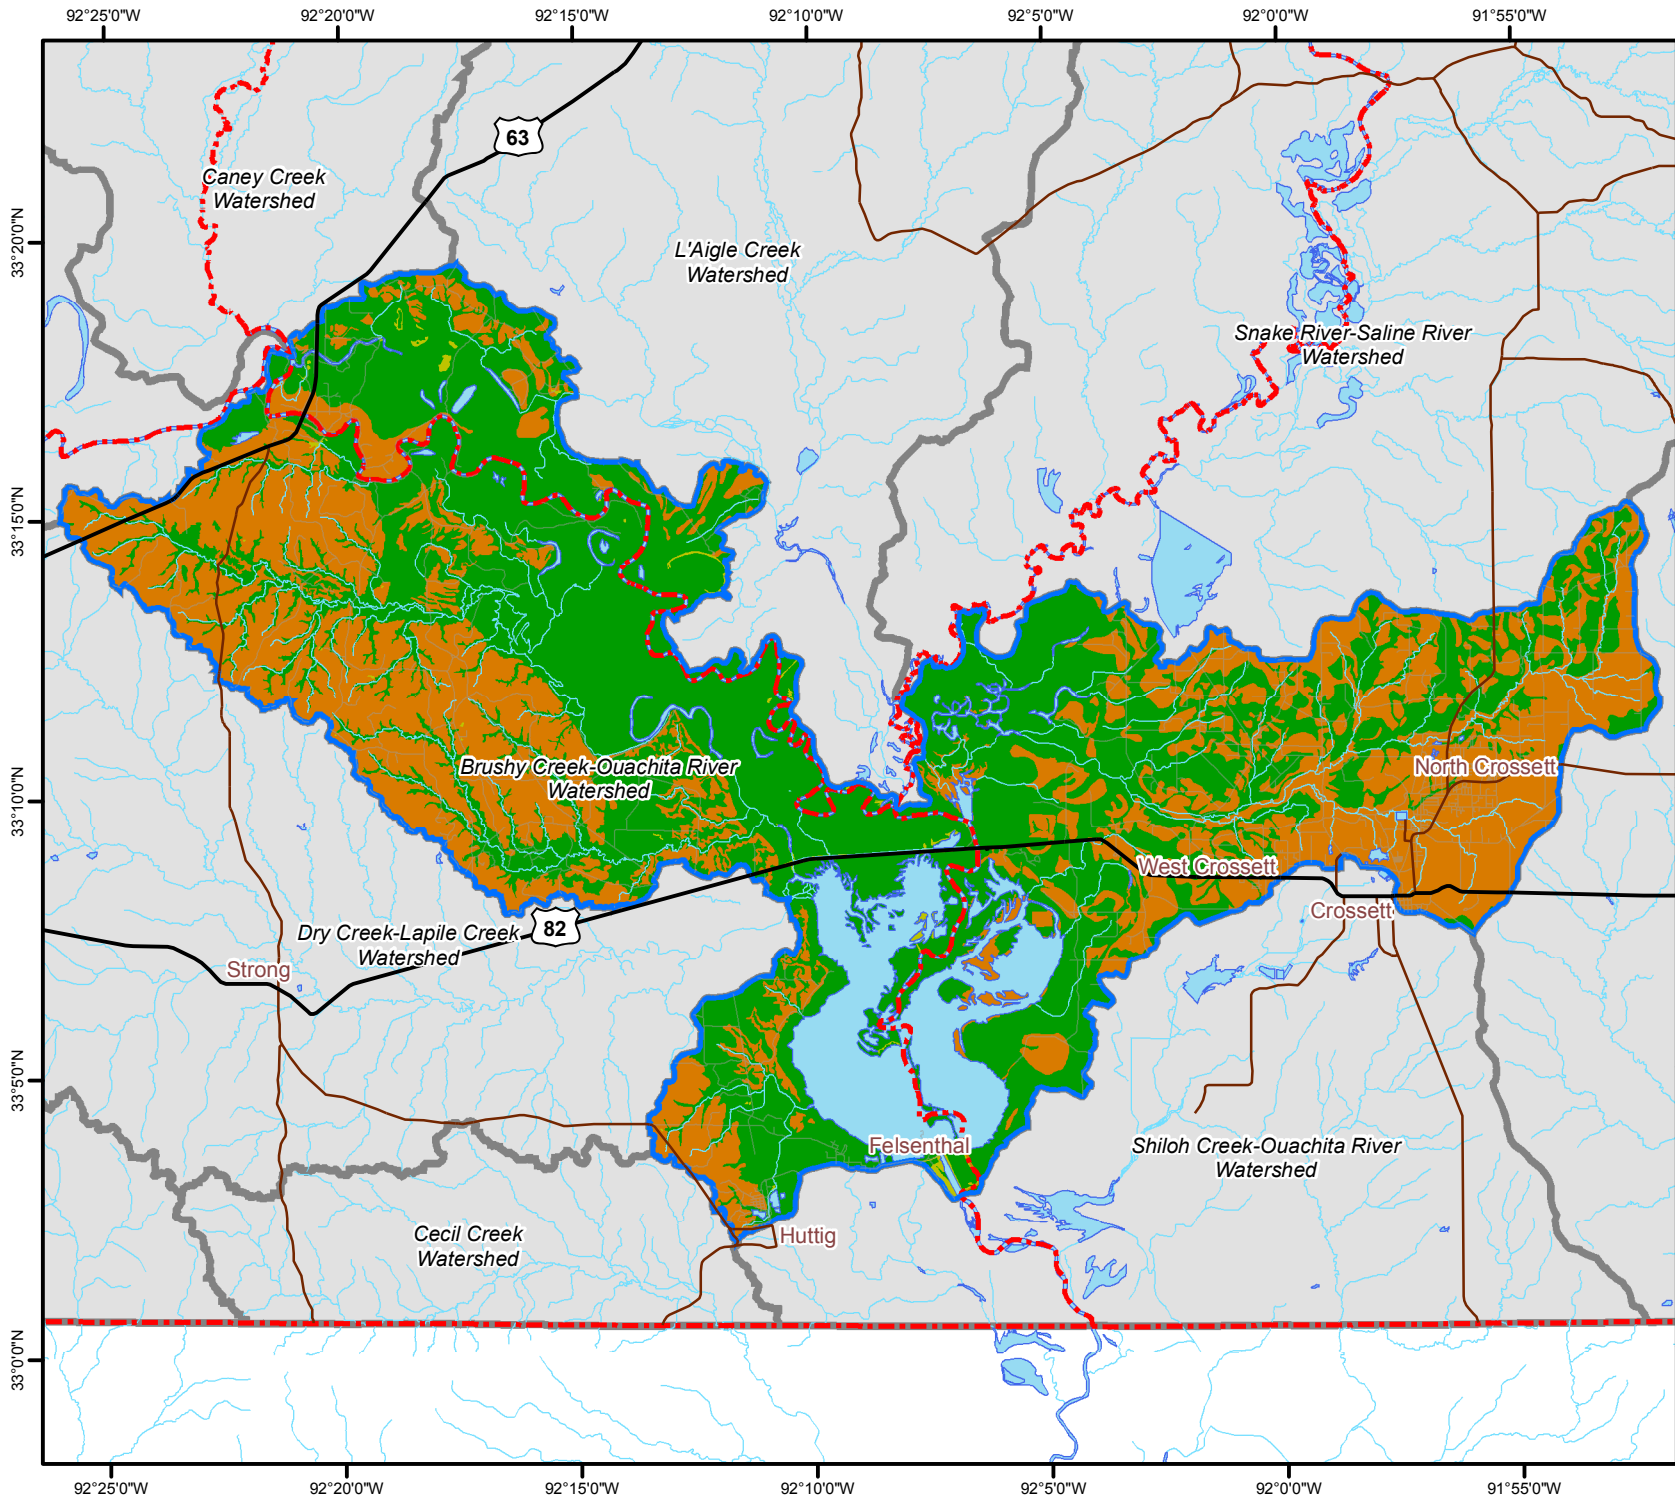 92°25'0"W
92°20'0"W
92°15'0"W
92°10'0"W
92°5'0"W
92°0'0"W
91°55'0"W
63
Caney Creek
Watershed
33°20'0"N
L'Aigle Creek
Watershed
Snake River-Saline River
Watershed
33°15'0"N
33°10'0"N
Brushy Creek-Ouachita River
Watershed
North Crossett
West Crossett
Crossett
82
Dry Creek-Lapile Creek
Watershed
Strong
33°5'0"N
Felsenthal
Shiloh Creek-Ouachita River
Watershed
Cecil Creek
Watershed
Huttig
33°0'0"N
92°25'0"W
92°20'0"W
92°15'0"W
92°10'0"W
92°5'0"W
92°0'0"W
91°55'0"W